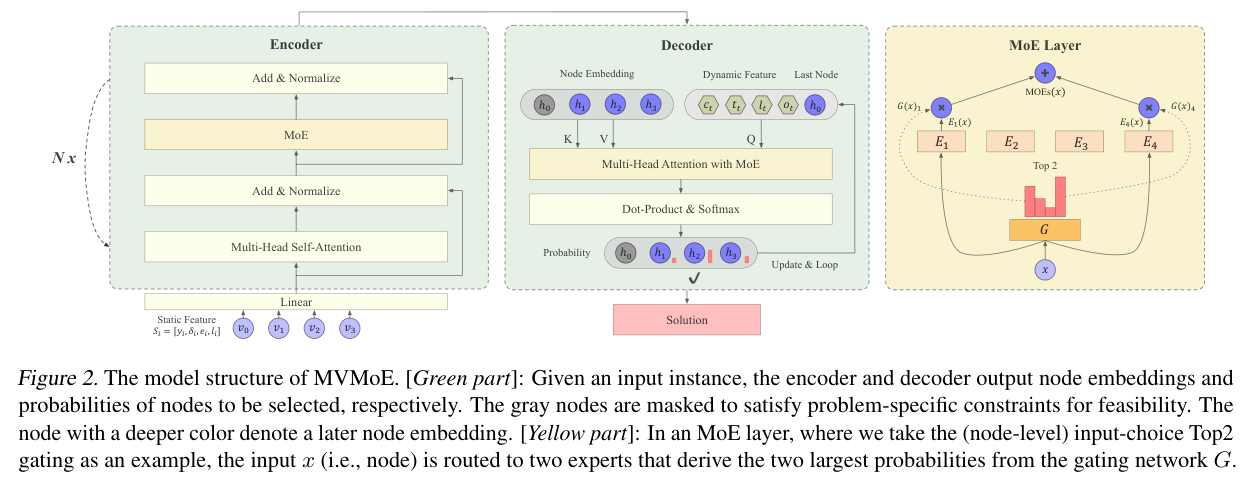 Encoder
Add & Normalize
MoE
Add & Normalize
Multi-Head Self-Attention
Linear
N x
Static Feature
S_i = [y_i, δ_i, e_i, l_i]
v_0 v_1 v_2 v_3
Decoder
Node Embedding
Dynamic Feature
Last Node
h_0 h_1 h_2 h_3
c_t t_t l_t o_t h_0
K V Q
Multi-Head Attention with MoE
Dot-Product & Softmax
Probability
h_0 h_1 h_2 h_3
Update & Loop
Solution
MoE Layer
MOEs(x)
G(x)_1
G(x)_4
E_1(x)
E_4(x)
E_1 E_2 E_3 E_4
Top 2
G
x
Figure 2. The model structure of MVMoE. [Green part]: Given an input instance, the encoder and decoder output node embeddings and
probabilities of nodes to be selected, respectively. The gray nodes are masked to satisfy problem-specific constraints for feasibility. The
node with a deeper color denote a later node embedding. [Yellow part]: In an MoE layer, where we take the (node-level) input-choice Top2
gating as an example, the input x (i.e., node) is routed to two experts that derive the two largest probabilities from the gating network G.